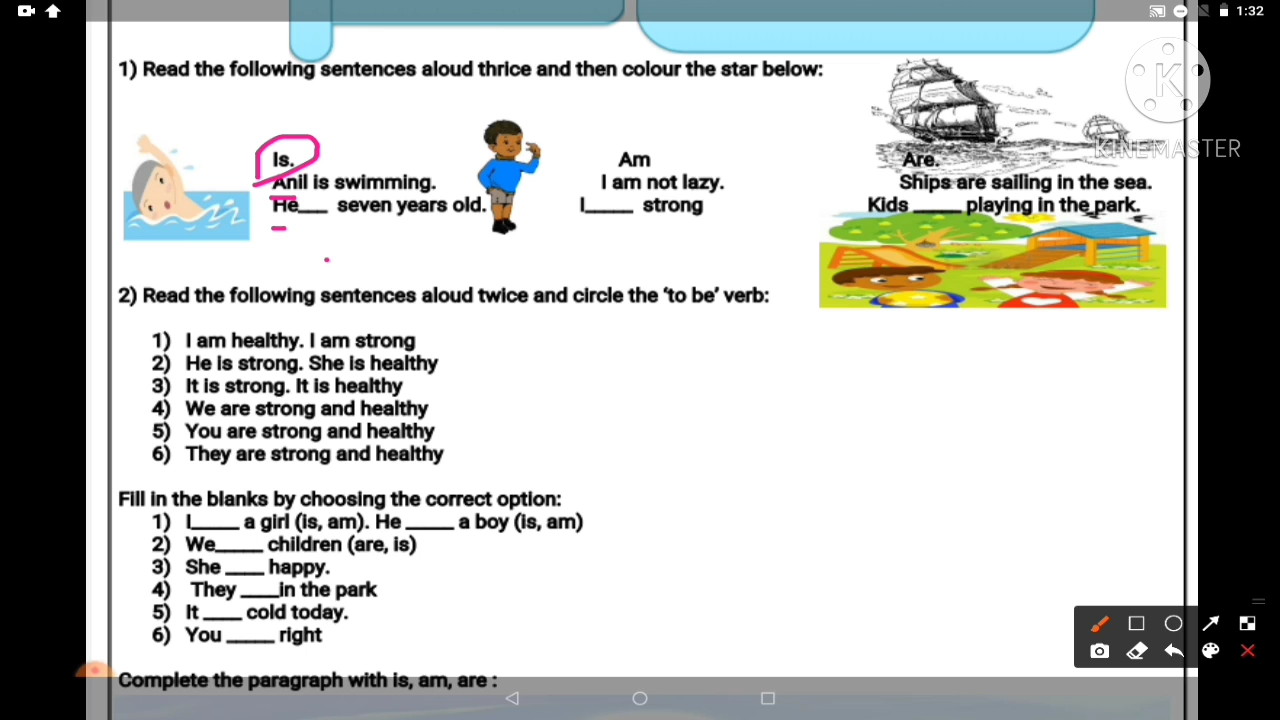 1:32
1) Read the following sentences aloud thrice and then colour the star below:
K
KINEMASTER
Is.
Anil is swimming.
He___ seven years old.
Am
I am not lazy.
I_____ strong
Are.
Ships are sailing in the sea.
Kids _____ playing in the park.
2) Read the following sentences aloud twice and circle the 'to be' verb:
1) I am healthy. I am strong
2) He is strong. She is healthy
3) It is strong. It is healthy
4) We are strong and healthy
5) You are strong and healthy
6) They are strong and healthy
Fill in the blanks by choosing the correct option:
1) I_____ a girl (is, am). He _____ a boy (is, am)
2) We_____ children (are, is)
3) She ____ happy.
4) They ____in the park
5) It ____ cold today.
6) You _____ right
Complete the paragraph with is, am, are :